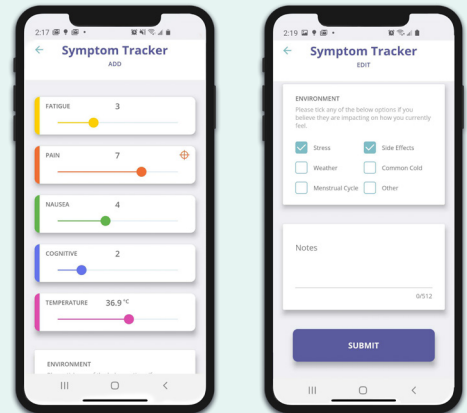 2:17
Symptom Tracker
ADD
FATIGUE 3
PAIN 7
NAUSEA 4
COGNITIVE 2
TEMPERATURE 36.9 °C
ENVIRONMENT
2:19
Symptom Tracker
EDIT
ENVIRONMENT
Please tick any of the below options if you
believe they are impacting on how you currently
feel.
Stress Side Effects
Weather Common Cold
Menstrual Cycle Other
Notes
0/512
SUBMIT